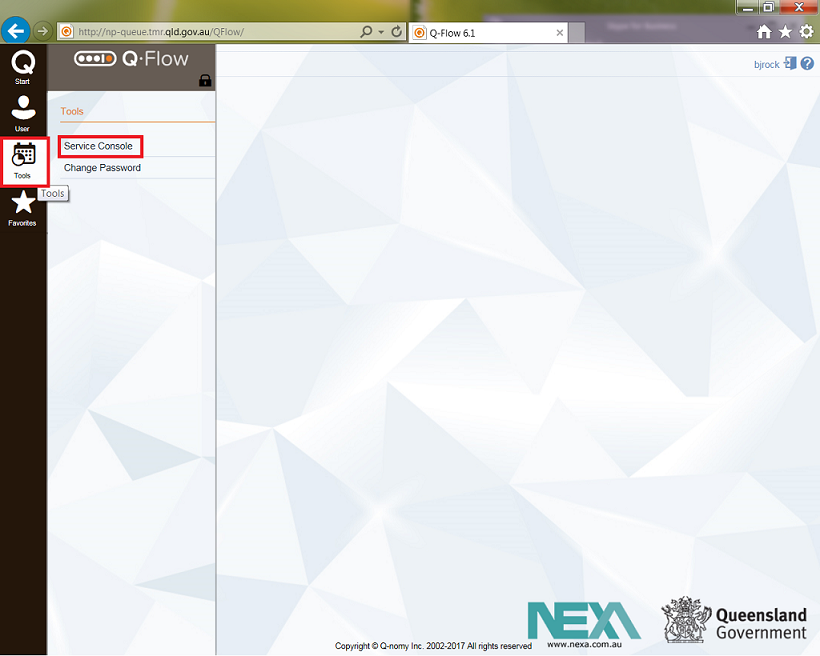 http://np-queue.tmr.qld.gov.au/QFlow/
Q-Flow 6.1
Start
Q·Flow
bjrock
User
Tools
Service Console
Change Password
Tools
Tools
Favorites
NEXA
www.nexa.com.au
Queensland
Government
Copyright © Q-nomy Inc. 2002-2017 All rights reserved